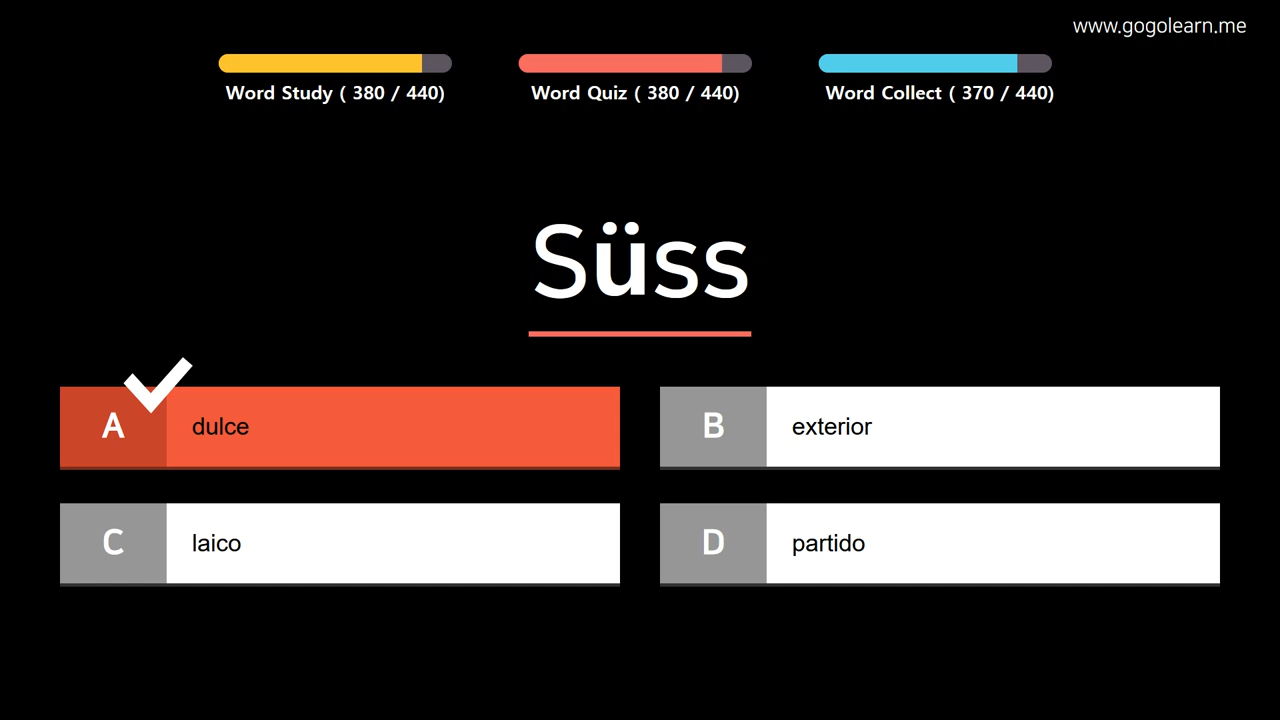 www.gogolearn.me
Word Study ( 380 / 440)
Word Quiz ( 380 / 440)
Word Collect ( 370 / 440)
Süss
A dulce
B exterior
C laico
D partido